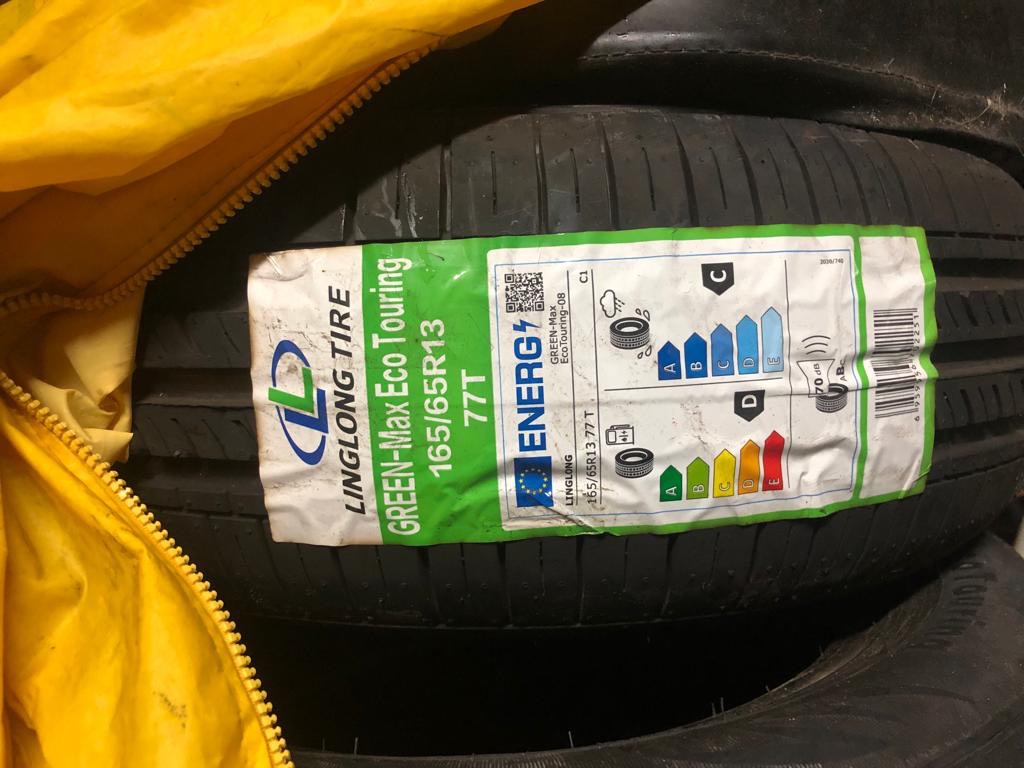 LINGLONG TIRE
GREEN-Max Eco Touring
165/65R13
77T
ENERG
GREEN-Max
EcoTouring-08
LINGLONG
C1
165/65R13 77 T
D
C
A
B
C
D
E
A
B
C
D
E
70 dB
2020/740